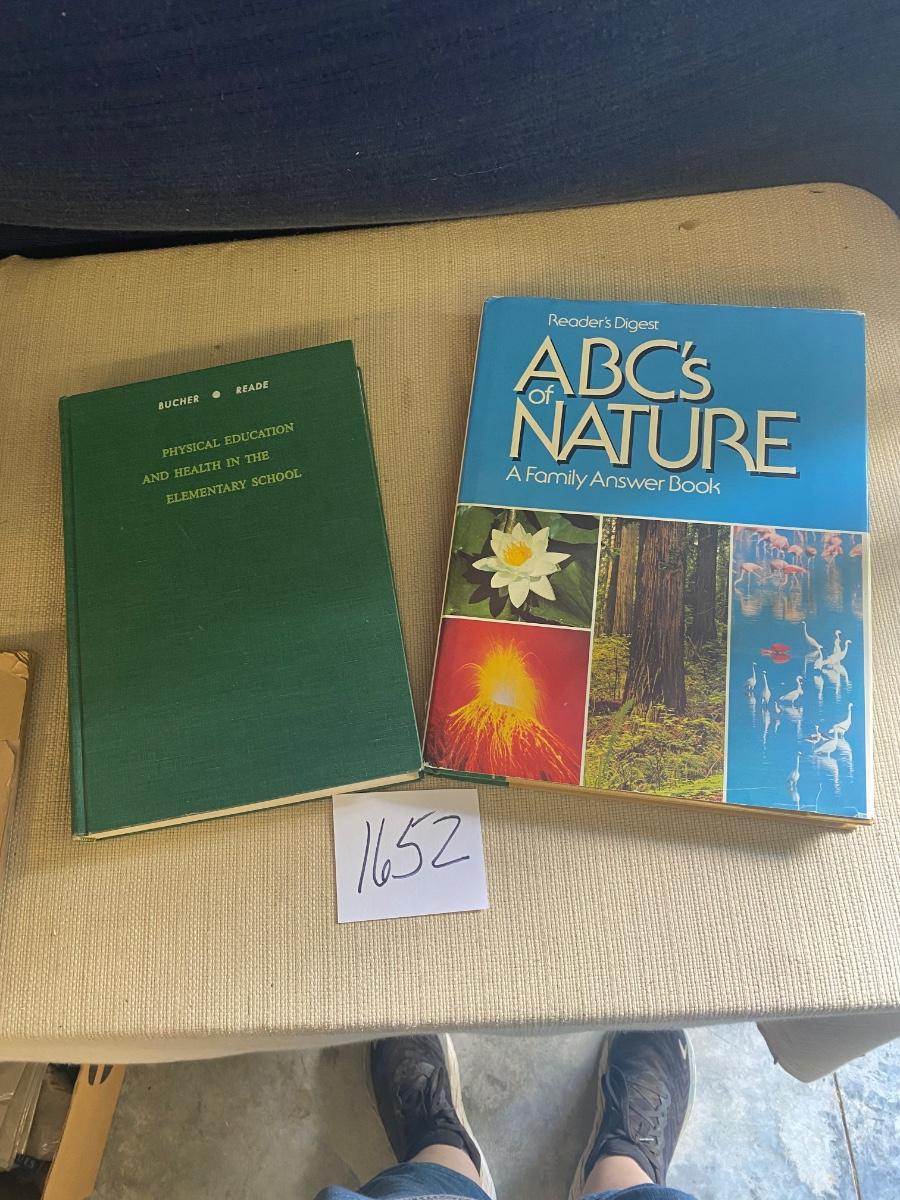 BUCHER ● READE
PHYSICAL EDUCATION
AND HEALTH IN THE
ELEMENTARY SCHOOL
Reader's Digest
ABC's
of
NATURE
A Family Answer Book
1652